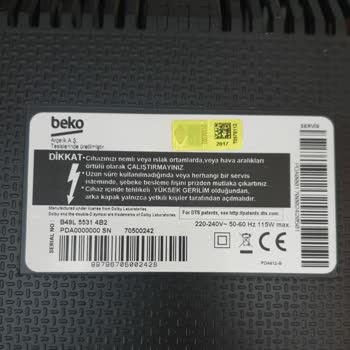 beko
Arçelik A.Ş.
Tesislerinde üretilmiştir.
2017
SERVİS
DİKKAT
•Cihazınızı nemli veya ıslak ortamlarda,veya hava aralıkları
örtülü olarak ÇALIŞTIRMAYINIZ.
• Uzun süre kullanılmadığında veya herhangi bir servis
isteminde, şebeke besleme fişini prizden mutlaka çıkartınız.
• Cihaz içinde tehlikeli YÜKSEK GERİLİM olduğundan,
arka kapak yalnızca yetkili kişiler tarafından açılmalıdır.
Manufactured under license from Dolby Laboratories.
Dolby and the double-D symbol are trademarks of Dolby Laboratories.
For DTS patents, see http://patents.dts.com.
B49L 5531 4B2
PDA0000000 SN 70500242
220-240V~ 50-60 Hz 115W max
SERIAL NO
99796705002428